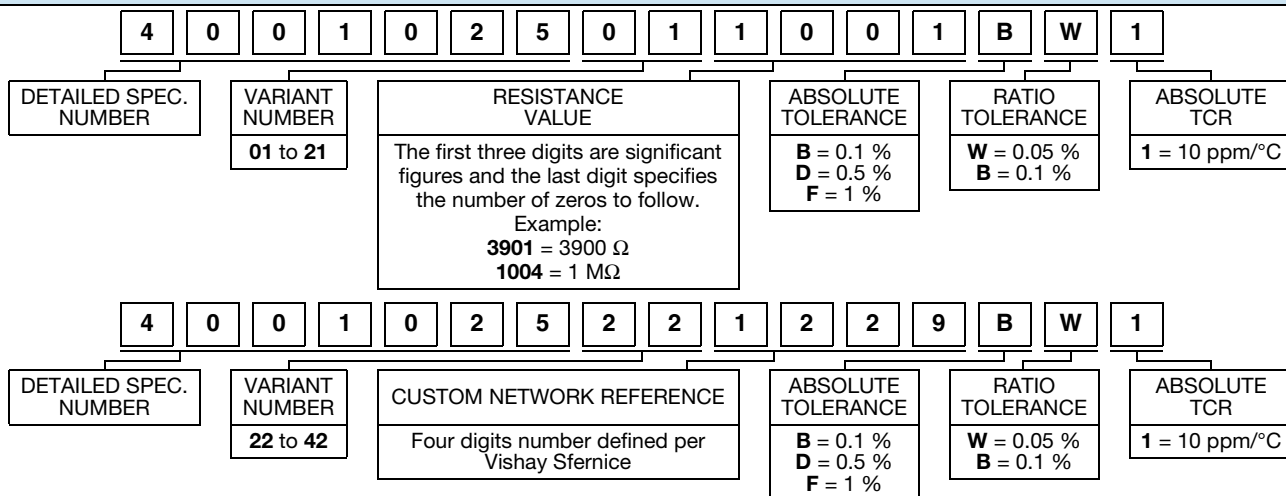 4 0 0 1 0 2 5 0 1 1 0 0 1 B W 1
DETAILED SPEC.
NUMBER
VARIANT
NUMBER
01 to 21
RESISTANCE
VALUE
The first three digits are significant
figures and the last digit specifies
the number of zeros to follow.
Example:
3901 = 3900 Ω
1004 = 1 MΩ
ABSOLUTE
TOLERANCE
B = 0.1 %
D = 0.5 %
F = 1 %
RATIO
TOLERANCE
W = 0.05 %
B = 0.1 %
ABSOLUTE
TCR
1 = 10 ppm/°C
4 0 0 1 0 2 5 2 2 1 2 2 9 B W 1
DETAILED SPEC.
NUMBER
VARIANT
NUMBER
22 to 42
CUSTOM NETWORK REFERENCE
Four digits number defined per
Vishay Sfernice
ABSOLUTE
TOLERANCE
B = 0.1 %
D = 0.5 %
F = 1 %
RATIO
TOLERANCE
W = 0.05 %
B = 0.1 %
ABSOLUTE
TCR
1 = 10 ppm/°C